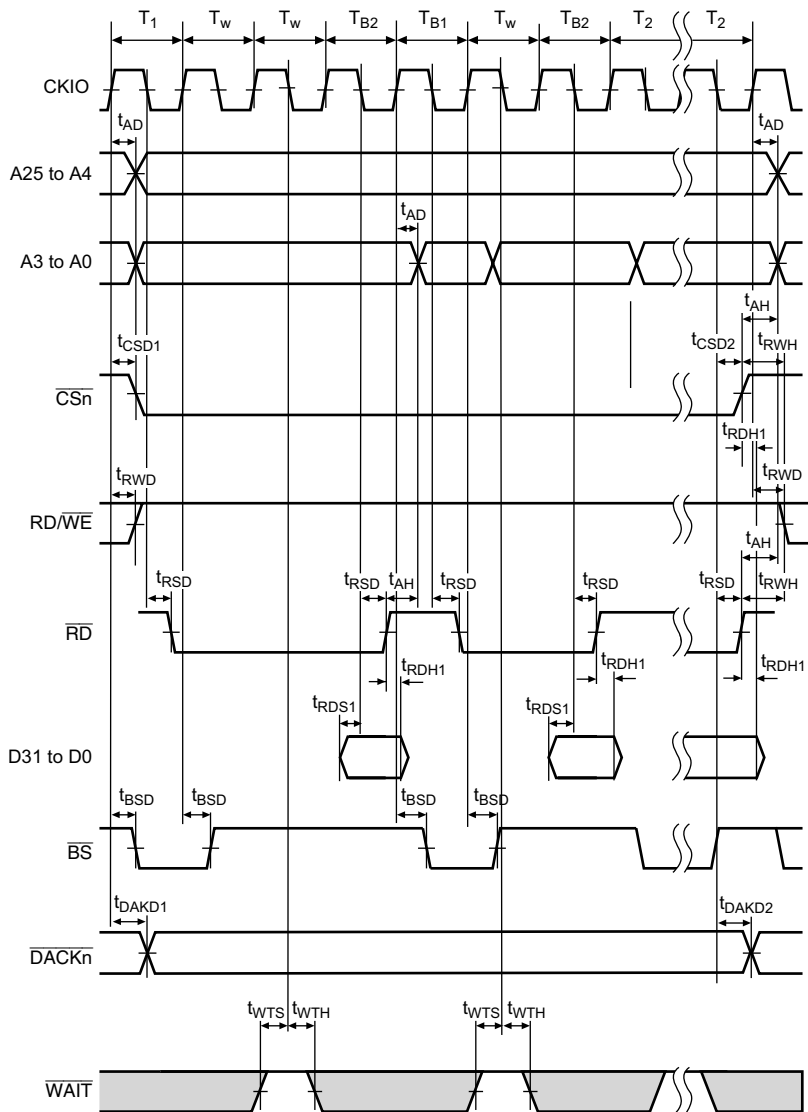 T1 Tw Tw TB2 TB1 Tw TB2 T2 T2
CKIO
tAD tAD
A25 to A4
tAD
A3 to A0
tAH
tCSD1 tCSD2 tRWH
CSn
tRDH1
tRWD tRWD
RD/WE
tAH
tRSD tRSD tAH tRSD tRSD tRSD tRWH
RD
tRDH1 tRDH1 tRDH1
tRDS1 tRDS1
D31 to D0
tBSD tBSD tBSD tBSD
BS
tDAKD1 tDAKD2
DACKn
tWTS tWTH tWTS tWTH
WAIT